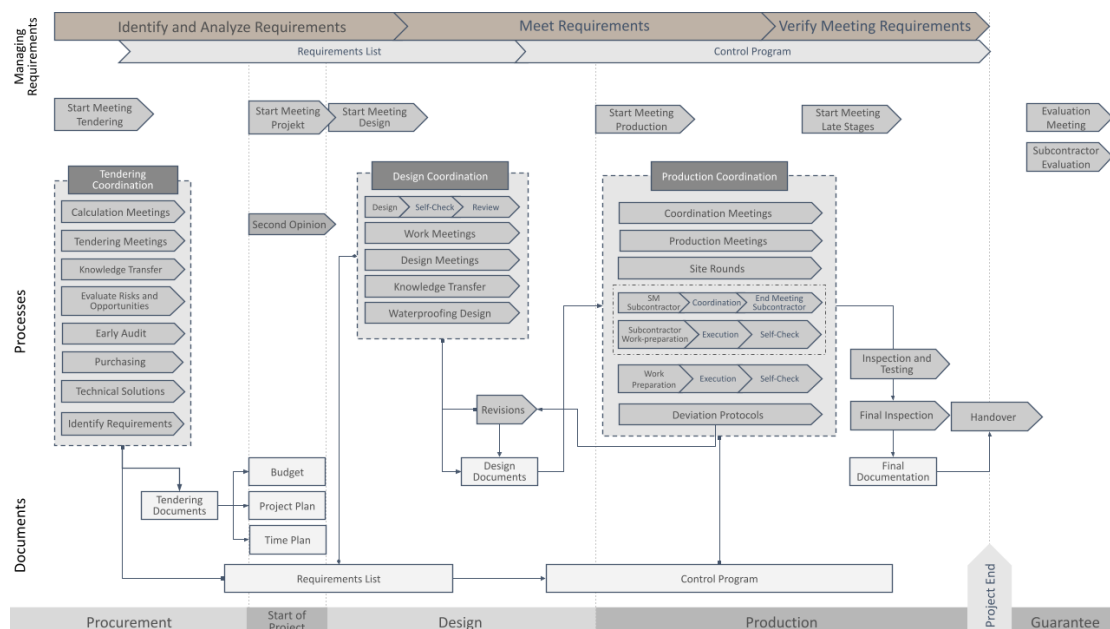 Managing
Requirements
Identify and Analyze Requirements
Meet Requirements
Verify Meeting Requirements
Requirements List
Control Program
Start Meeting
Tendering
Start Meeting
Projekt
Start Meeting
Design
Start Meeting
Production
Start Meeting
Late Stages
Evaluation
Meeting
Subcontractor
Evaluation
Processes
Tendering
Coordination
Calculation Meetings
Tendering Meetings
Knowledge Transfer
Evaluate Risks and
Opportunities
Early Audit
Purchasing
Technical Solutions
Identify Requirements
Second Opinion
Design Coordination
Design
Self-Check
Review
Work Meetings
Design Meetings
Knowledge Transfer
Waterproofing Design
Revisions
Production Coordination
Coordination Meetings
Production Meetings
Site Rounds
SM
Subcontractor
Coordination
End Meeting
Subcontractor
Subcontractor
Work-preparation
Execution
Self-Check
Work
Preparation
Execution
Self-Check
Deviation Protocols
Inspection and
Testing
Final Inspection
Handover
Documents
Tendering
Documents
Budget
Project Plan
Time Plan
Design
Documents
Final
Documentation
Requirements List
Control Program
Project End
Procurement
Start of
Project
Design
Production
Guarantee